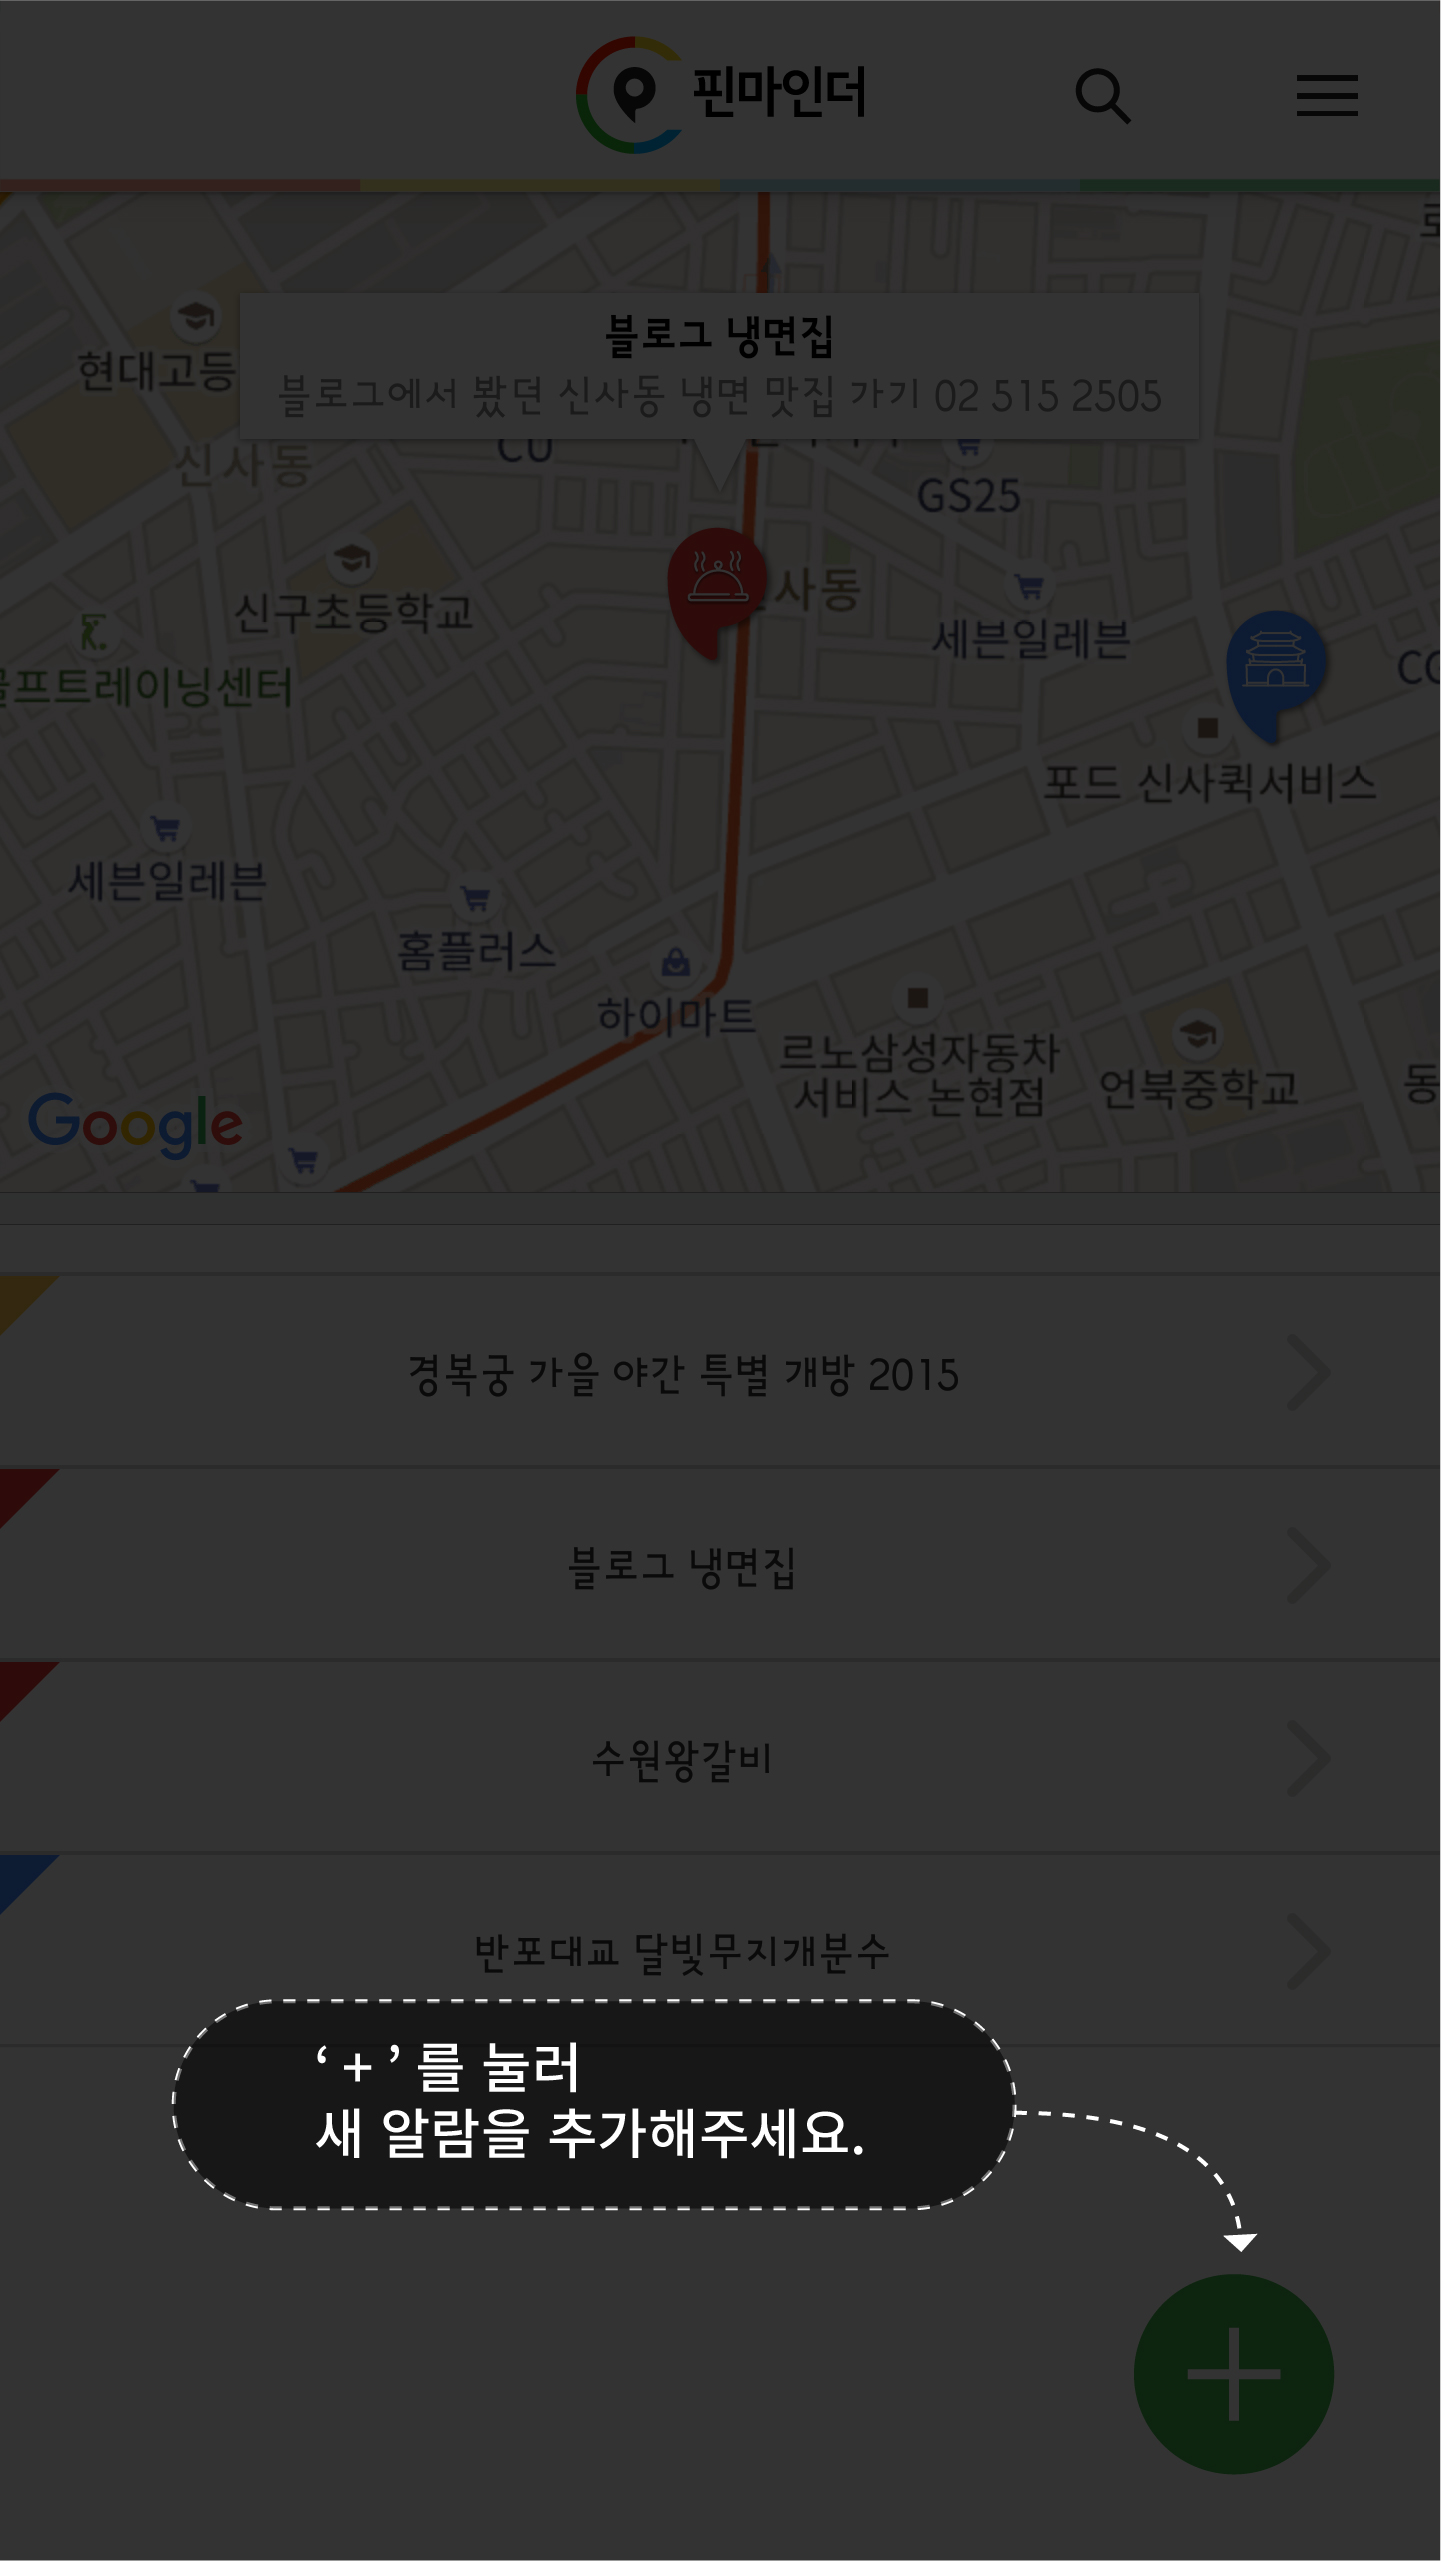 핀마인더
블로그 냉면집
블로그에서 봤던 신사동 냉면 맛집 가기 02 515 2505
현대고등
신사동
CU
GS25
신구초등학교
사동
세븐일레븐
골프트레이닝센터
포드 신사퀵서비스
세븐일레븐
홈플러스
하이마트
르노삼성자동차
서비스 논현점
언북중학교
동
Google
경복궁 가을 야간 특별 개방 2015
블로그 냉면집
수원왕갈비
반포대교 달빛무지개분수
‘ + ’ 를 눌러
새 알람을 추가해주세요.